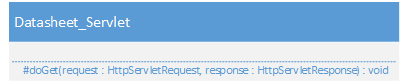 Datasheet_Servlet
#doGet(request : HttpServletRequest, response : HttpServletResponse) : void